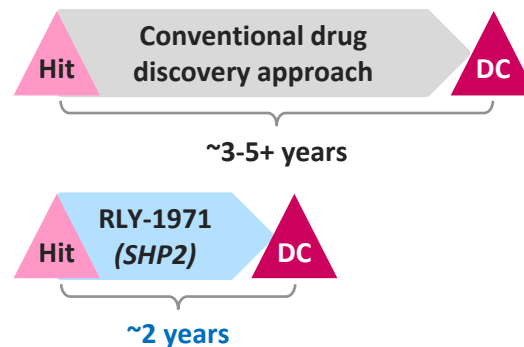 Conventional drug
discovery approach
Hit
DC
~3-5+ years
RLY-1971
(SHP2)
Hit
DC
~2 years